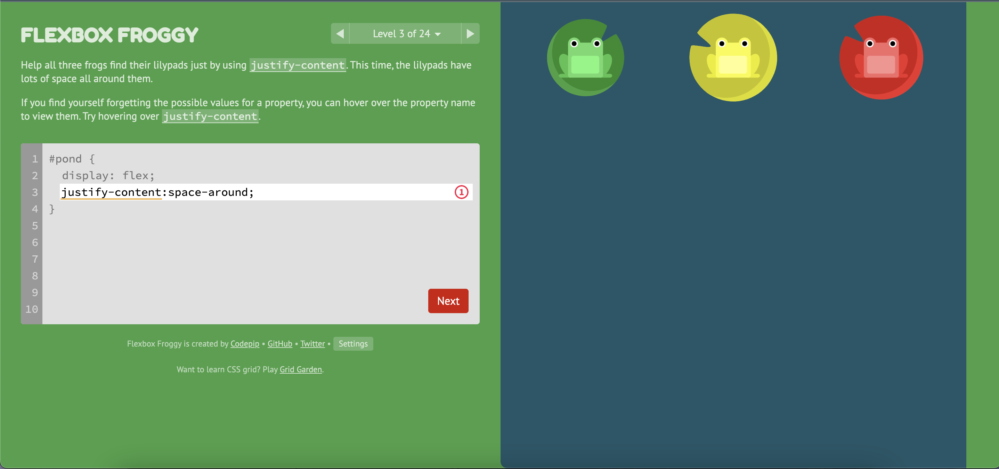 FLEXBOX FROGGY
Level 3 of 24
Help all three frogs find their lilypads just by using justify-content. This time, the lilypads have
lots of space all around them.
If you find yourself forgetting the possible values for a property, you can hover over the property name
to view them. Try hovering over justify-content.
1 #pond {
2 display: flex;
3 justify-content:space-around; 1
4 }
5
6
7
8
9
10
Next
Flexbox Froggy is created by Codepip • GitHub • Twitter • Settings
Want to learn CSS grid? Play Grid Garden.